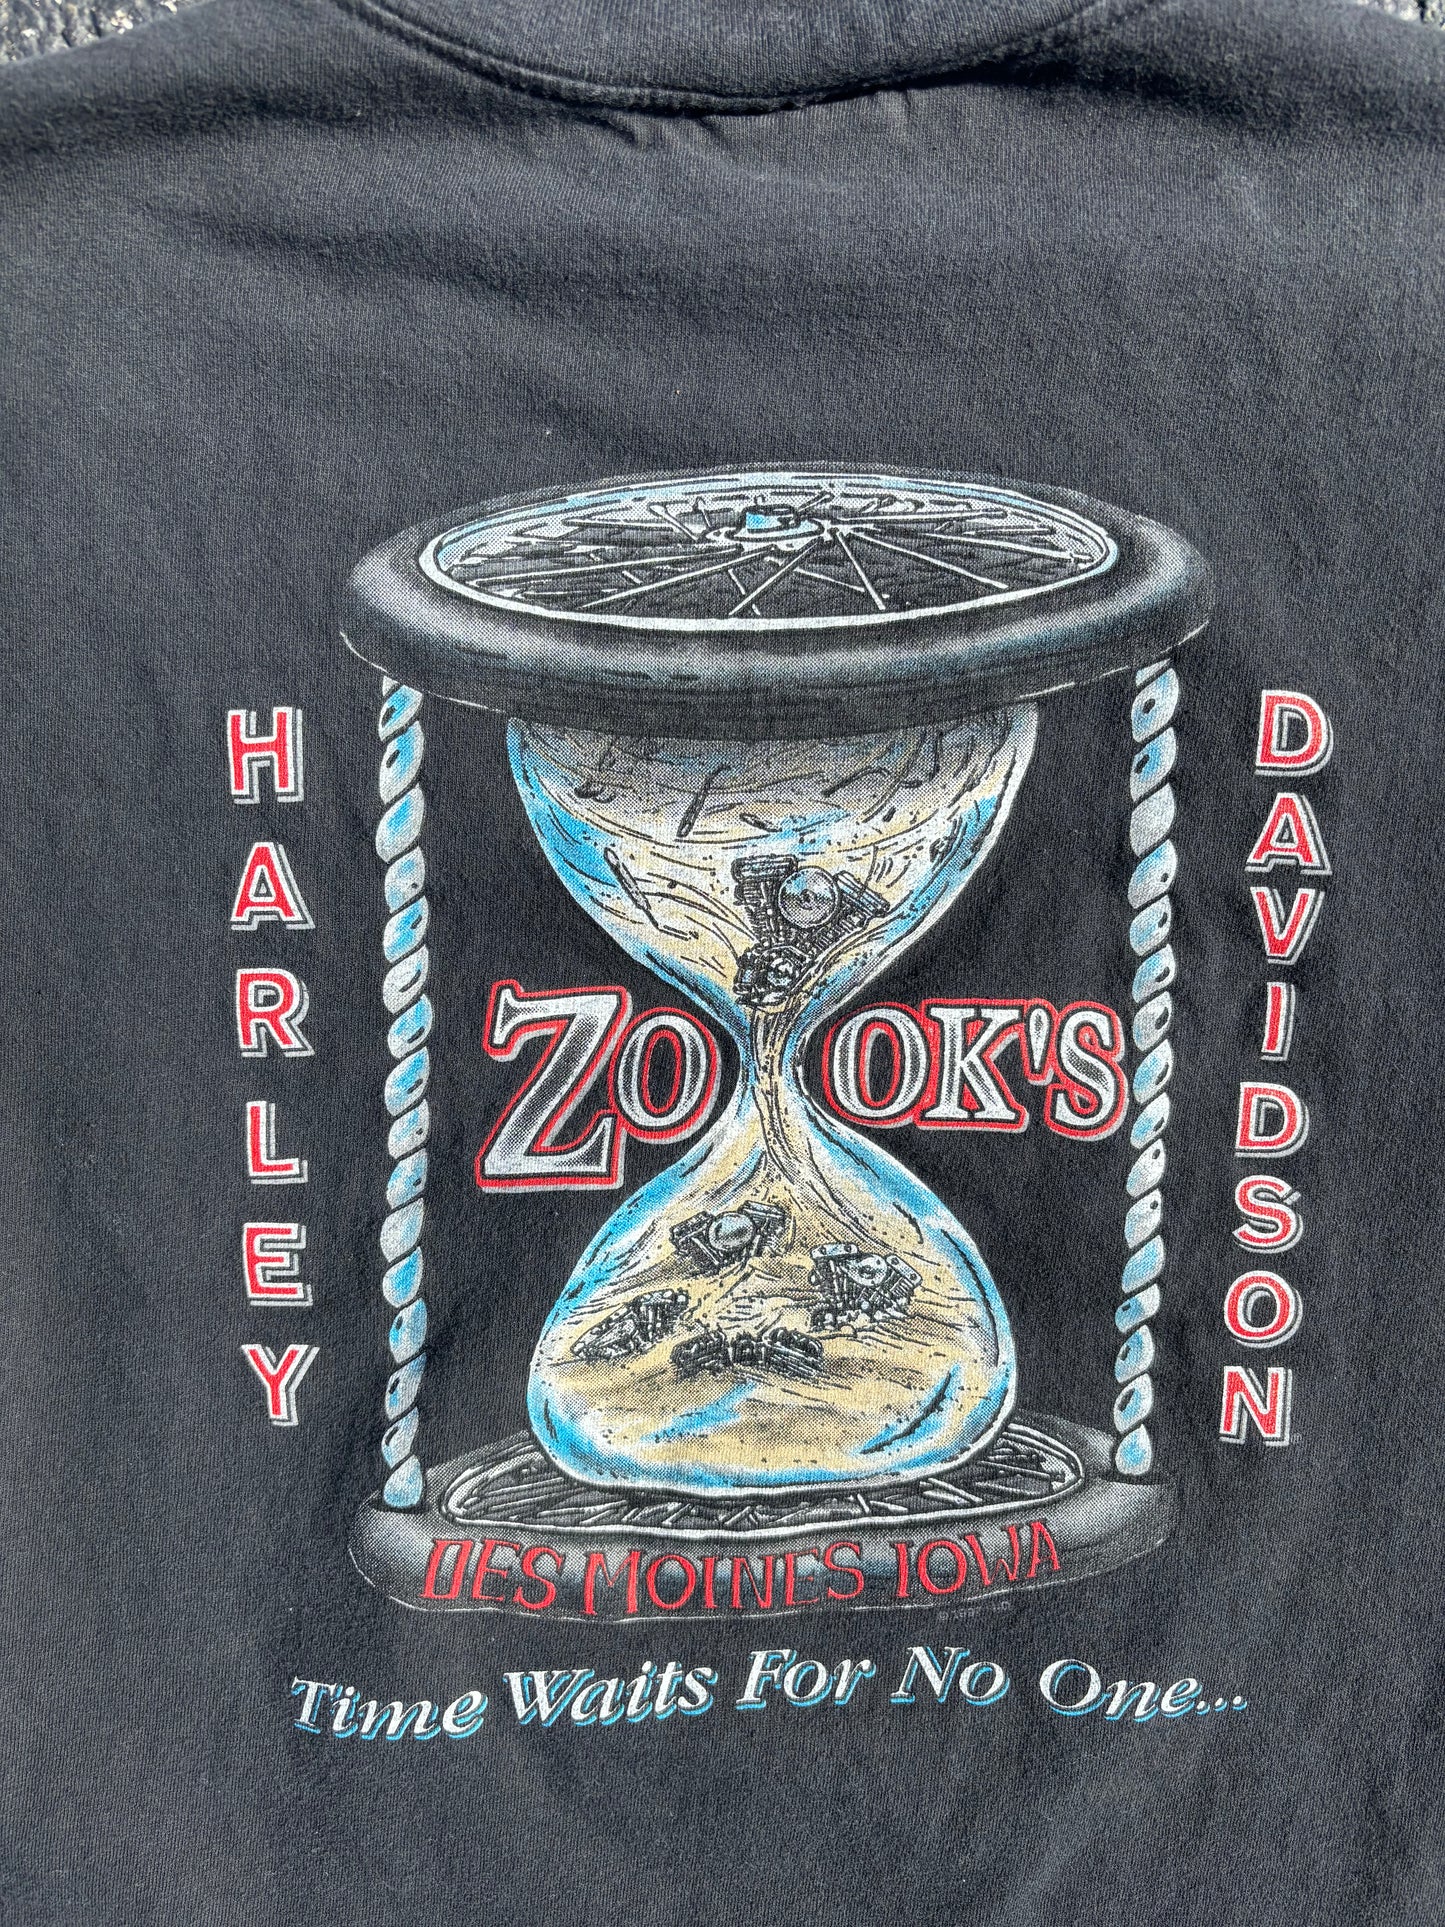 HARLEY
DAVIDSON
ZOOK'S
DES MOINES IOWA
Time Waits For No One...